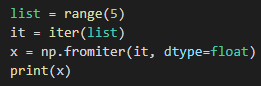 list = range(5)
it = iter(list)
x = np.fromiter(it, dtype=float)
print(x)